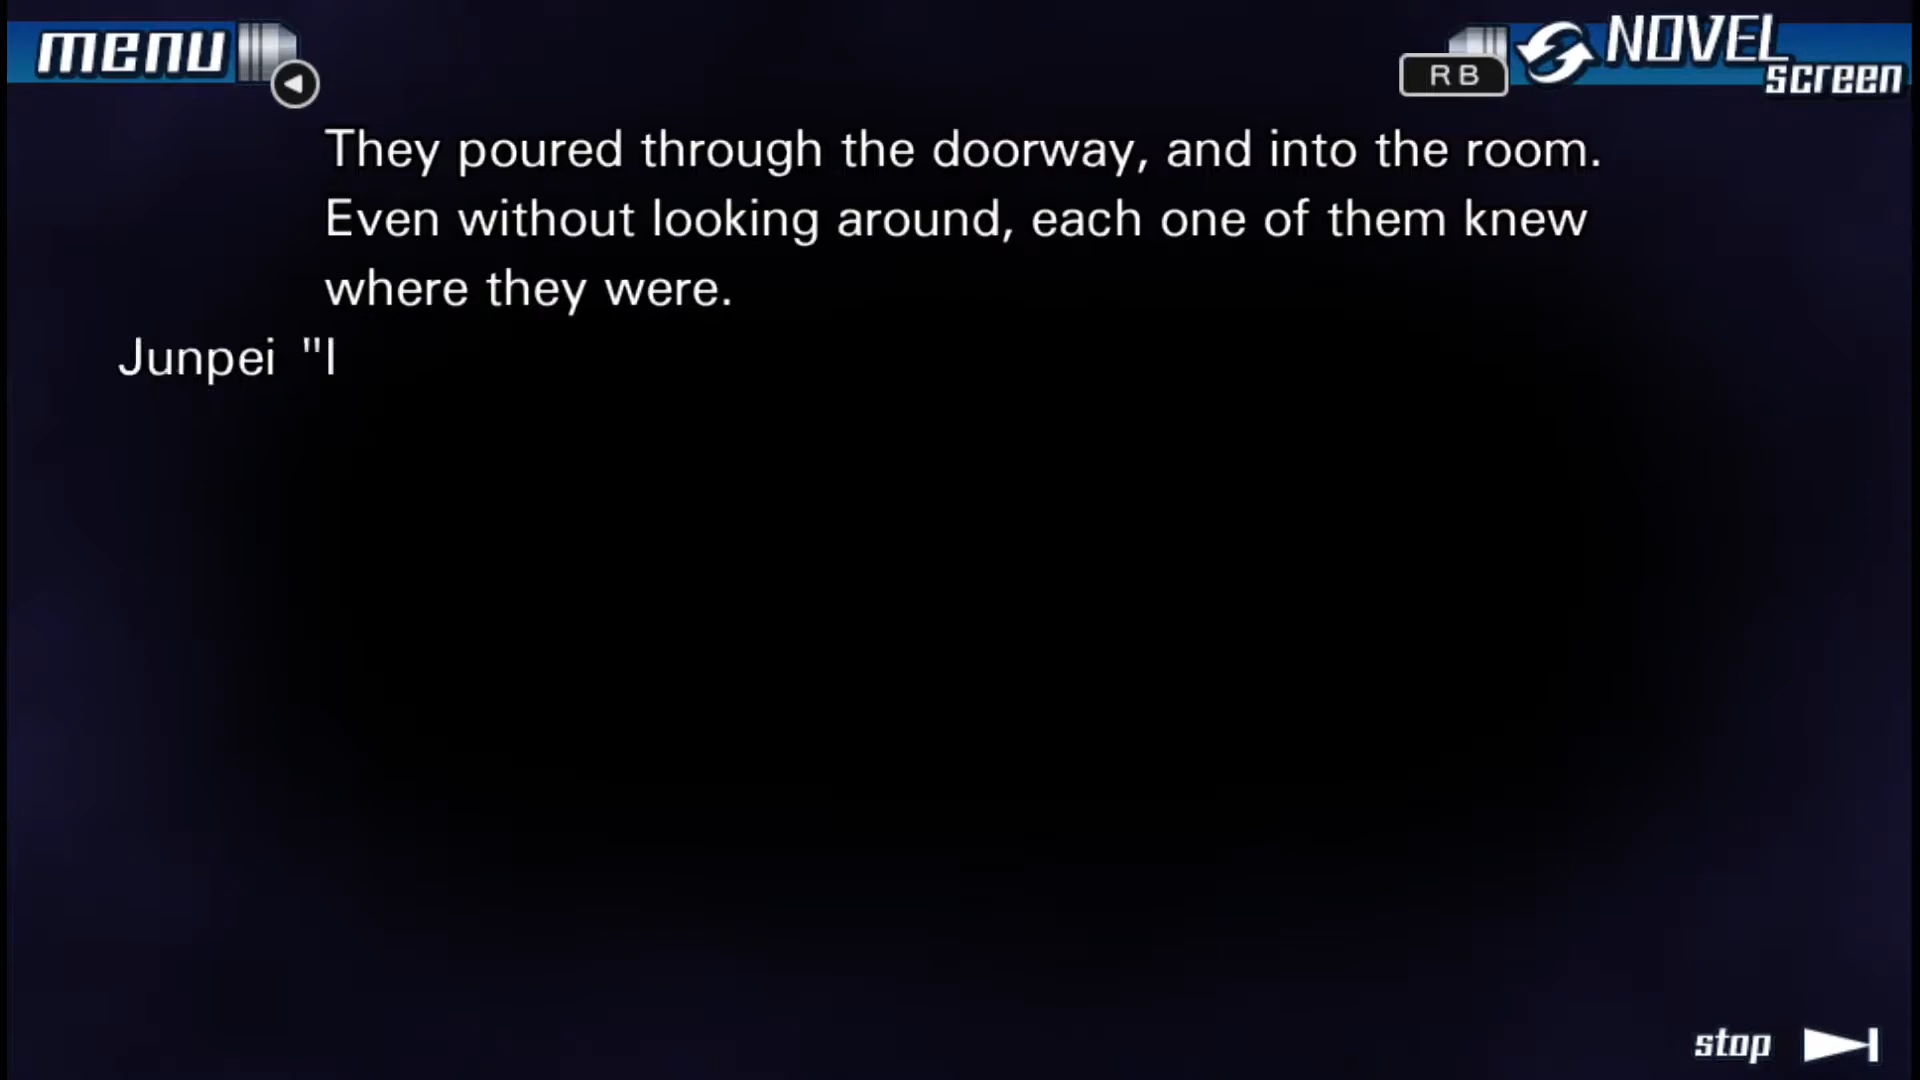 menu
RB
NOVEL
screen
They poured through the doorway, and into the room.
Even without looking around, each one of them knew
where they were.
Junpei "I
stop